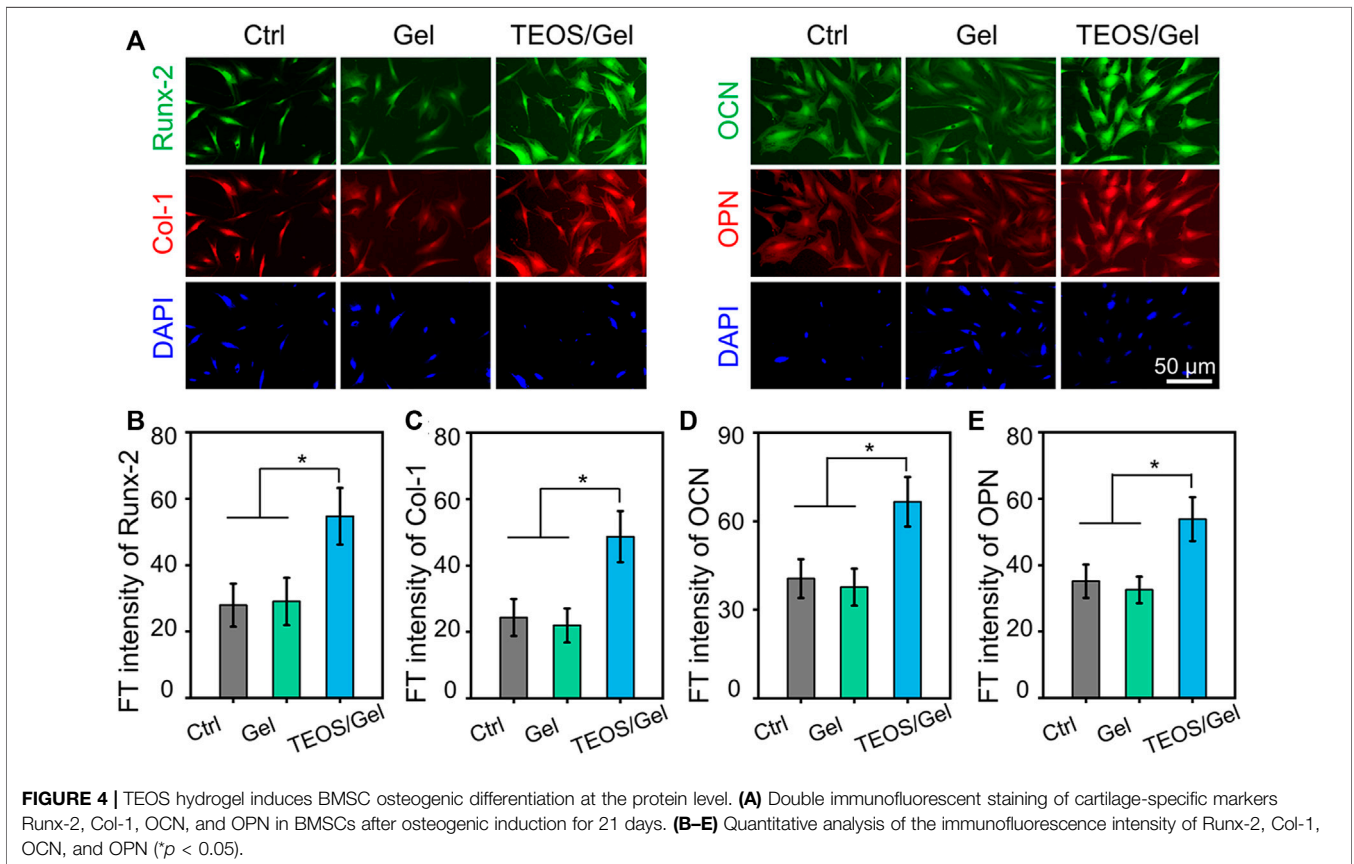 A
Ctrl Gel TEOS/Gel
Ctrl Gel TEOS/Gel
Runx-2
Col-1
DAPI
OCN
OPN
DAPI
50 µm
B
FT intensity of Runx-2
80
60
40
20
0
*
Ctrl Gel TEOS/Gel
C
FT intensity of Col-1
80
60
40
20
0
*
Ctrl Gel TEOS/Gel
D
FT intensity of OCN
90
60
30
0
*
Ctrl Gel TEOS/Gel
E
FT intensity of OPN
80
60
40
20
0
*
Ctrl Gel TEOS/Gel
FIGURE 4 | TEOS hydrogel induces BMSC osteogenic differentiation at the protein level. (A) Double immunofluorescent staining of cartilage-specific markers
Runx-2, Col-1, OCN, and OPN in BMSCs after osteogenic induction for 21 days. (B–E) Quantitative analysis of the immunofluorescence intensity of Runx-2, Col-1,
OCN, and OPN (*p < 0.05).